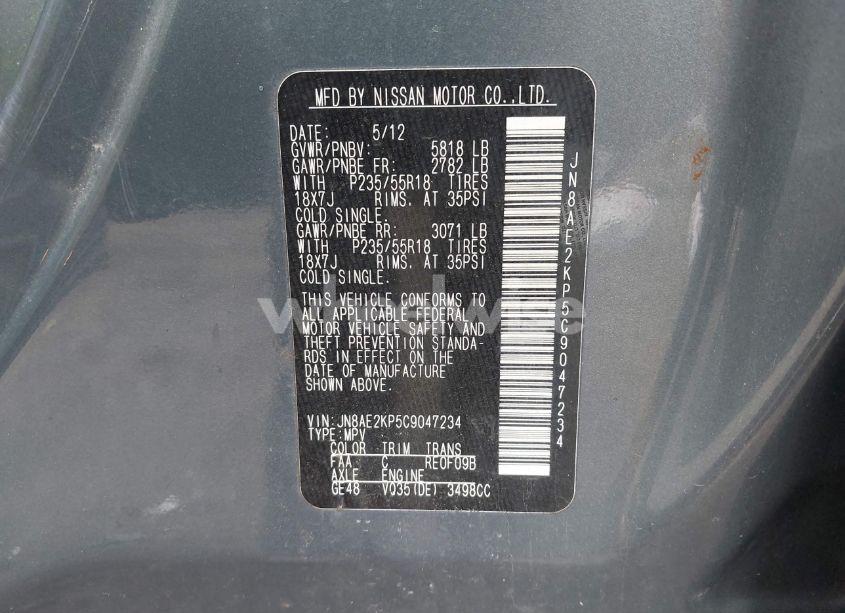 MFD BY NISSAN MOTOR CO.,LTD.
DATE: 5/12
GVWR/PNBV: 5818 LB
GAWR/PNBE FR: 2782 LB
WITH P235/55R18 TIRES
18X7J RIMS. AT 35PSI
COLD SINGLE.
GAWR/PNBE RR: 3071 LB
WITH P235/55R18 TIRES
18X7J RIMS. AT 35PSI
COLD SINGLE.
THIS VEHICLE CONFORMS TO
ALL APPLICABLE FEDERAL
MOTOR VEHICLE SAFETY AND
THEFT PREVENTION STANDA-
RDS IN EFFECT ON THE
DATE OF MANUFACTURE
SHOWN ABOVE.
VIN:JN8AE2KP5C9047234
TYPE:MPV
COLOR TRIM TRANS
FAA C RE0F09B
AXLE ENGINE
GE48 VQ35(DE) 3498CC
JN8AE2KP5C9047234
wheelwise